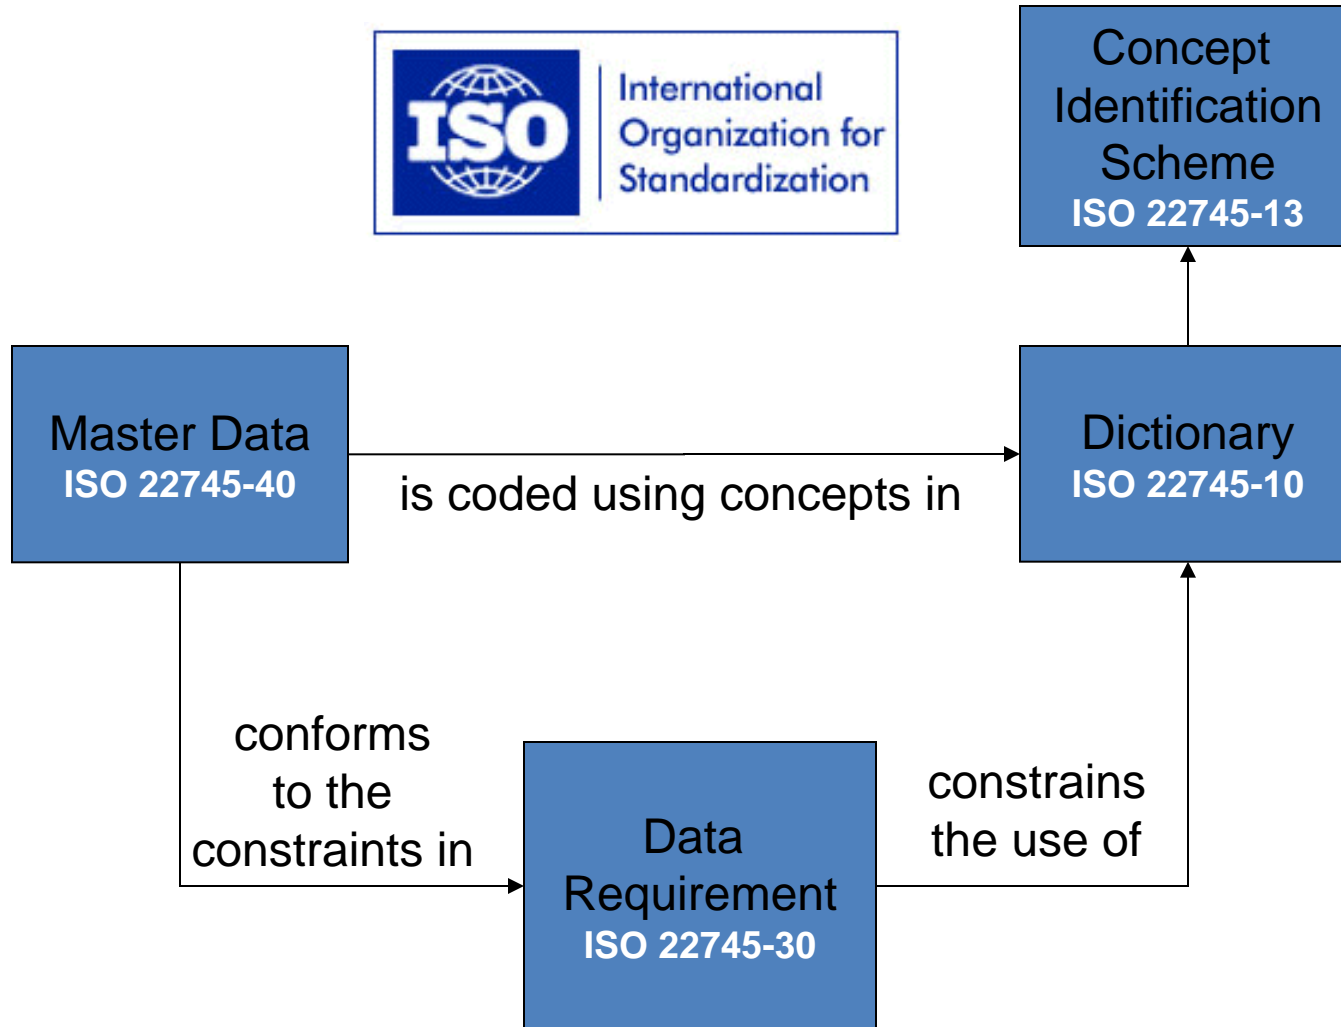 ISO
International
Organization for
Standardization
Concept
Identification
Scheme
ISO 22745-13
Master Data
ISO 22745-40
is coded using concepts in
Dictionary
ISO 22745-10
conforms
to the
constraints in
Data
Requirement
ISO 22745-30
constrains
the use of